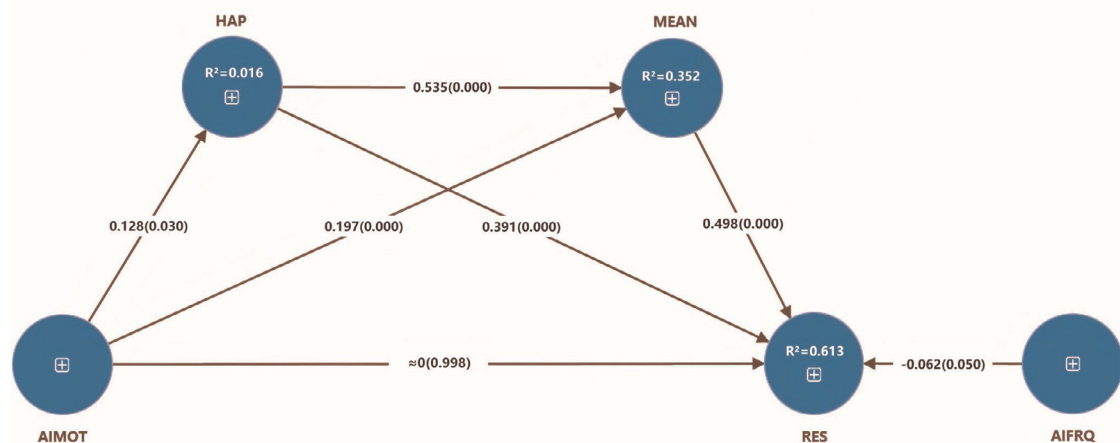 HAP
MEAN
R²=0.016
R²=0.352
0.535(0.000)
0.128(0.030)
0.197(0.000)
0.391(0.000)
0.498(0.000)
R²=0.613
≈0(0.998)
-0.062(0.050)
AIMOT
RES
AIFRQ